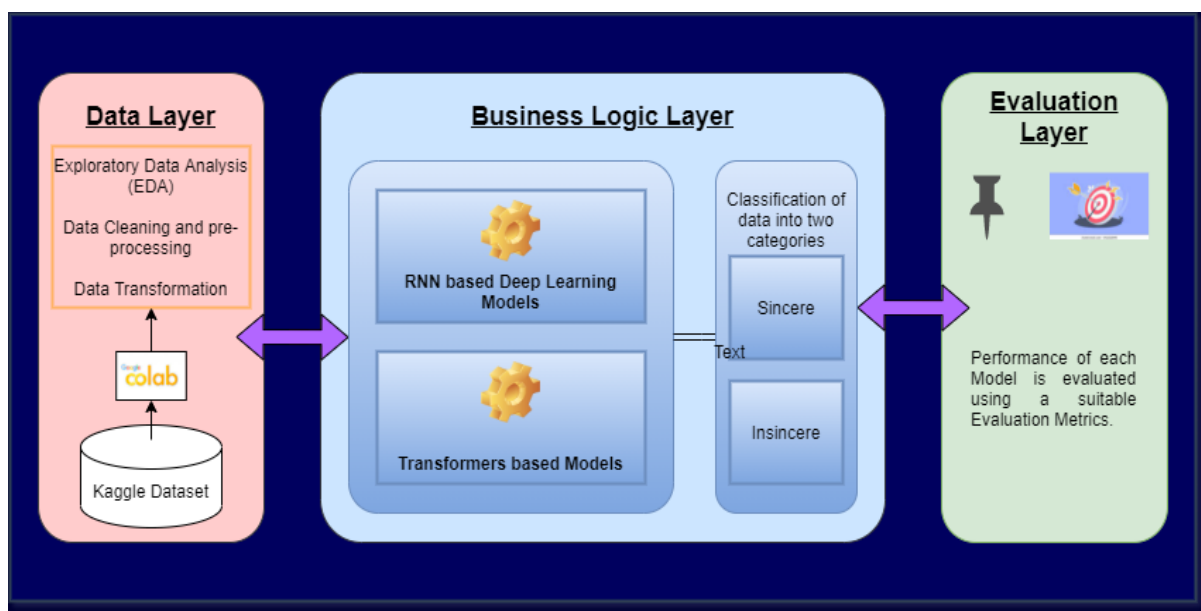 Data Layer
Exploratory Data Analysis
(EDA)
Data Cleaning and pre-
processing
Data Transformation
Google
colab
Kaggle Dataset
Business Logic Layer
RNN based Deep Learning
Models
Transformers based Models
Text
Classification of
data into two
categories
Sincere
Insincere
Evaluation
Layer
Performance of each
Model is evaluated
using a suitable
Evaluation Metrics.